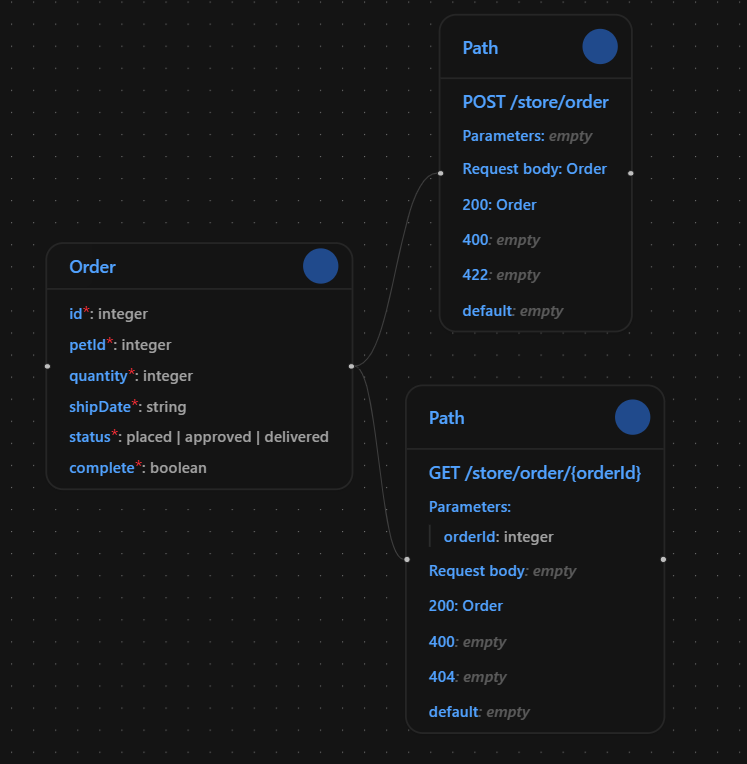 Path
POST /store/order
Parameters: empty
Request body: Order
200: Order
400: empty
422: empty
default: empty
Order
id*: integer
petId*: integer
quantity*: integer
shipDate*: string
status*: placed | approved | delivered
complete*: boolean
Path
GET /store/order/{orderId}
Parameters:
orderId: integer
Request body: empty
200: Order
400: empty
404: empty
default: empty